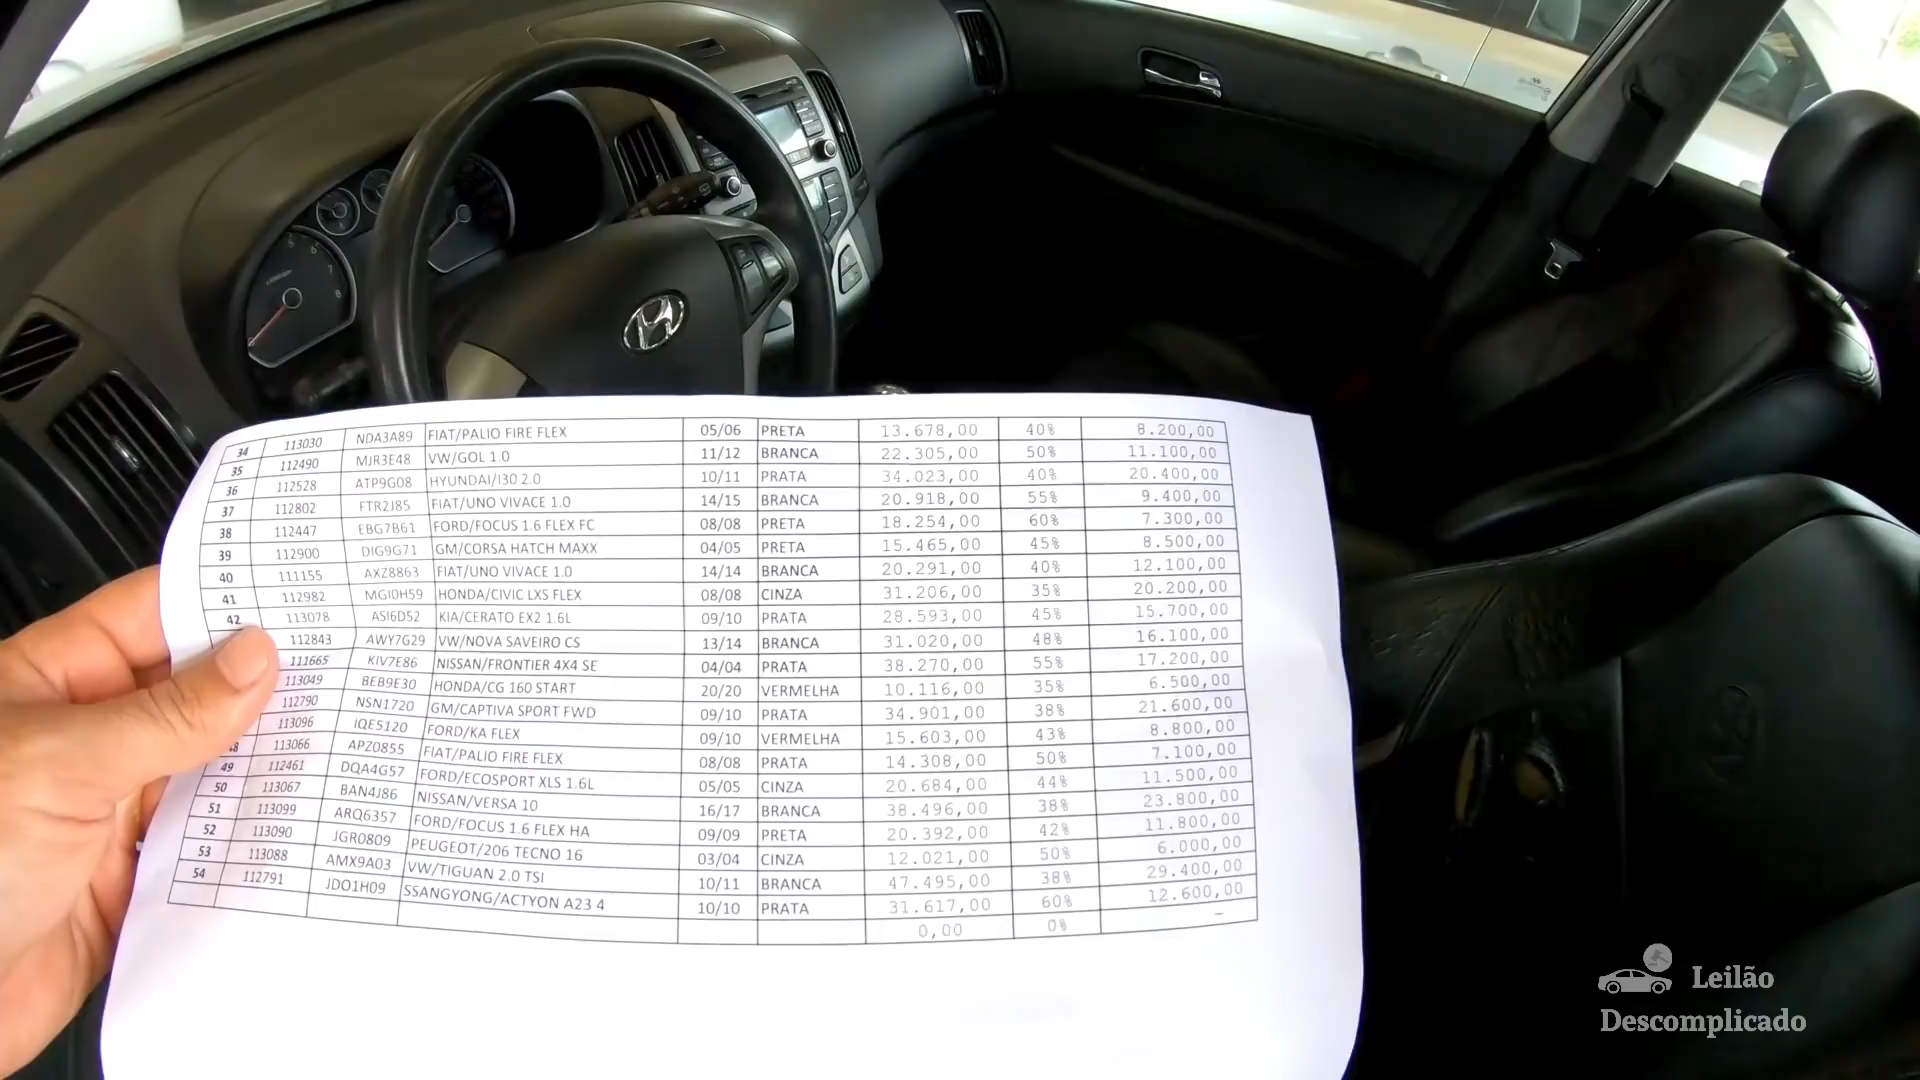 34 113030 NDA3A89 FIAT/PALIO FIRE FLEX 05/06 PRETA 13.678,00 40% 8.200,00
35 112490 MJR3E48 VW/GOL 1.0 11/12 BRANCA 22.305,00 50% 11.100,00
36 112528 ATP9G08 HYUNDAI/I30 2.0 10/11 PRATA 34.023,00 40% 20.400,00
37 112802 FTR2J85 FIAT/UNO VIVACE 1.0 14/15 BRANCA 20.918,00 55% 9.400,00
38 112447 EBG7B61 FORD/FOCUS 1.6 FLEX FC 08/08 PRETA 18.254,00 60% 7.300,00
39 112900 DIG9G71 GM/CORSA HATCH MAXX 04/05 PRETA 15.465,00 45% 8.500,00
40 111155 AXZ8863 FIAT/UNO VIVACE 1.0 14/14 BRANCA 20.291,00 40% 12.100,00
41 112982 MGI0H59 HONDA/CIVIC LXS FLEX 08/08 CINZA 31.206,00 35% 20.200,00
42 113078 ASI6D52 KIA/CERATO EX2 1.6L 09/10 PRATA 28.593,00 45% 15.700,00
112843 AWY7G29 VW/NOVA SAVEIRO CS 13/14 BRANCA 31.020,00 48% 16.100,00
111665 KIV7E86 NISSAN/FRONTIER 4X4 SE 04/04 PRATA 38.270,00 55% 17.200,00
113049 BEB9E30 HONDA/CG 160 START 20/20 VERMELHA 10.116,00 35% 6.500,00
112790 NSN1720 GM/CAPTIVA SPORT FWD 09/10 PRATA 34.901,00 38% 21.600,00
113096 IQE5120 FORD/KA FLEX 09/10 VERMELHA 15.603,00 43% 8.800,00
113066 APZ0855 FIAT/PALIO FIRE FLEX 08/08 PRATA 14.308,00 50% 7.100,00
49 112461 DQA4G57 FORD/ECOSPORT XLS 1.6L 05/05 CINZA 20.684,00 44% 11.500,00
50 113067 BAN4J86 NISSAN/VERSA 10 16/17 BRANCA 38.496,00 38% 23.800,00
51 113099 ARQ6357 FORD/FOCUS 1.6 FLEX HA 09/09 PRETA 20.392,00 42% 11.800,00
52 113090 JGR0809 PEUGEOT/206 TECNO 16 03/04 CINZA 12.021,00 50% 6.000,00
53 113088 AMX9A03 VW/TIGUAN 2.0 TSI 10/11 BRANCA 47.495,00 38% 29.400,00
54 112791 JDO1H09 SSANGYONG/ACTYON A23 4 10/10 PRATA 31.617,00 60% 12.600,00
0,00 0% –
Leilão
Descomplicado